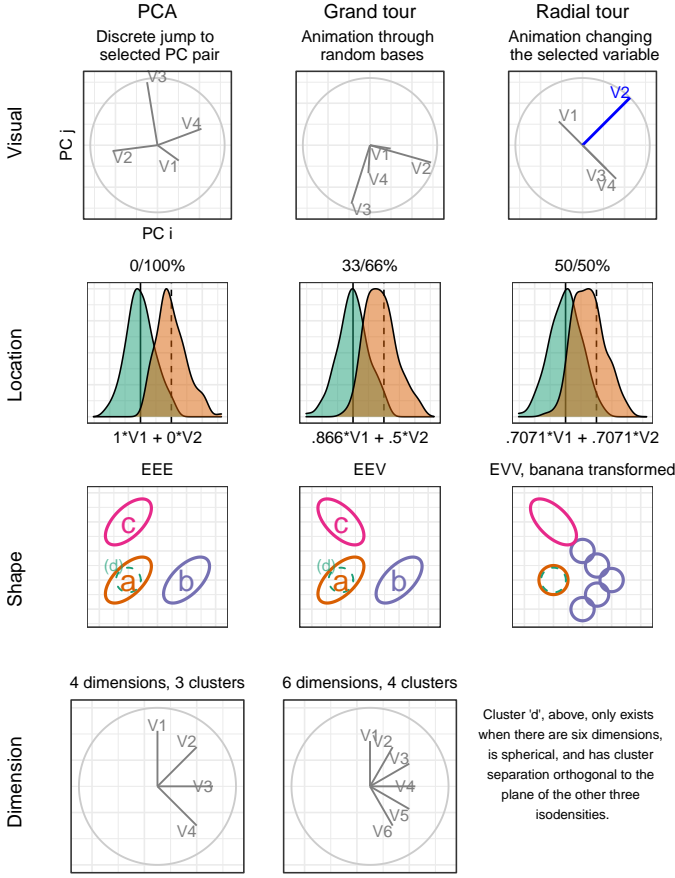 PCA
Grand tour
Radial tour
Discrete jump to
selected PC pair
Animation through
random bases
Animation changing
the selected variable
Visual
PC j
V3
V4
V2
V1
PC i
V1
V2
V4
V3
V2
V1
V3
V4
0/100%
33/66%
50/50%
Location
1*V1 + 0*V2
.866*V1 + .5*V2
.7071*V1 + .7071*V2
EEE
EEV
EVV, banana transformed
Shape
c
(d)
a
b
c
(d)
a
b
4 dimensions, 3 clusters
6 dimensions, 4 clusters
Dimension
V1
V2
V3
V4
V1
V2
V3
V4
V5
V6
Cluster 'd', above, only exists
when there are six dimensions,
is spherical, and has cluster
separation orthogonal to the
plane of the other three
isodensities.